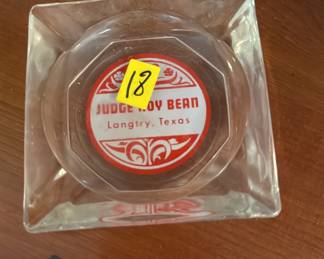 18
JUDGE ROY BEAN
Langtry, Texas